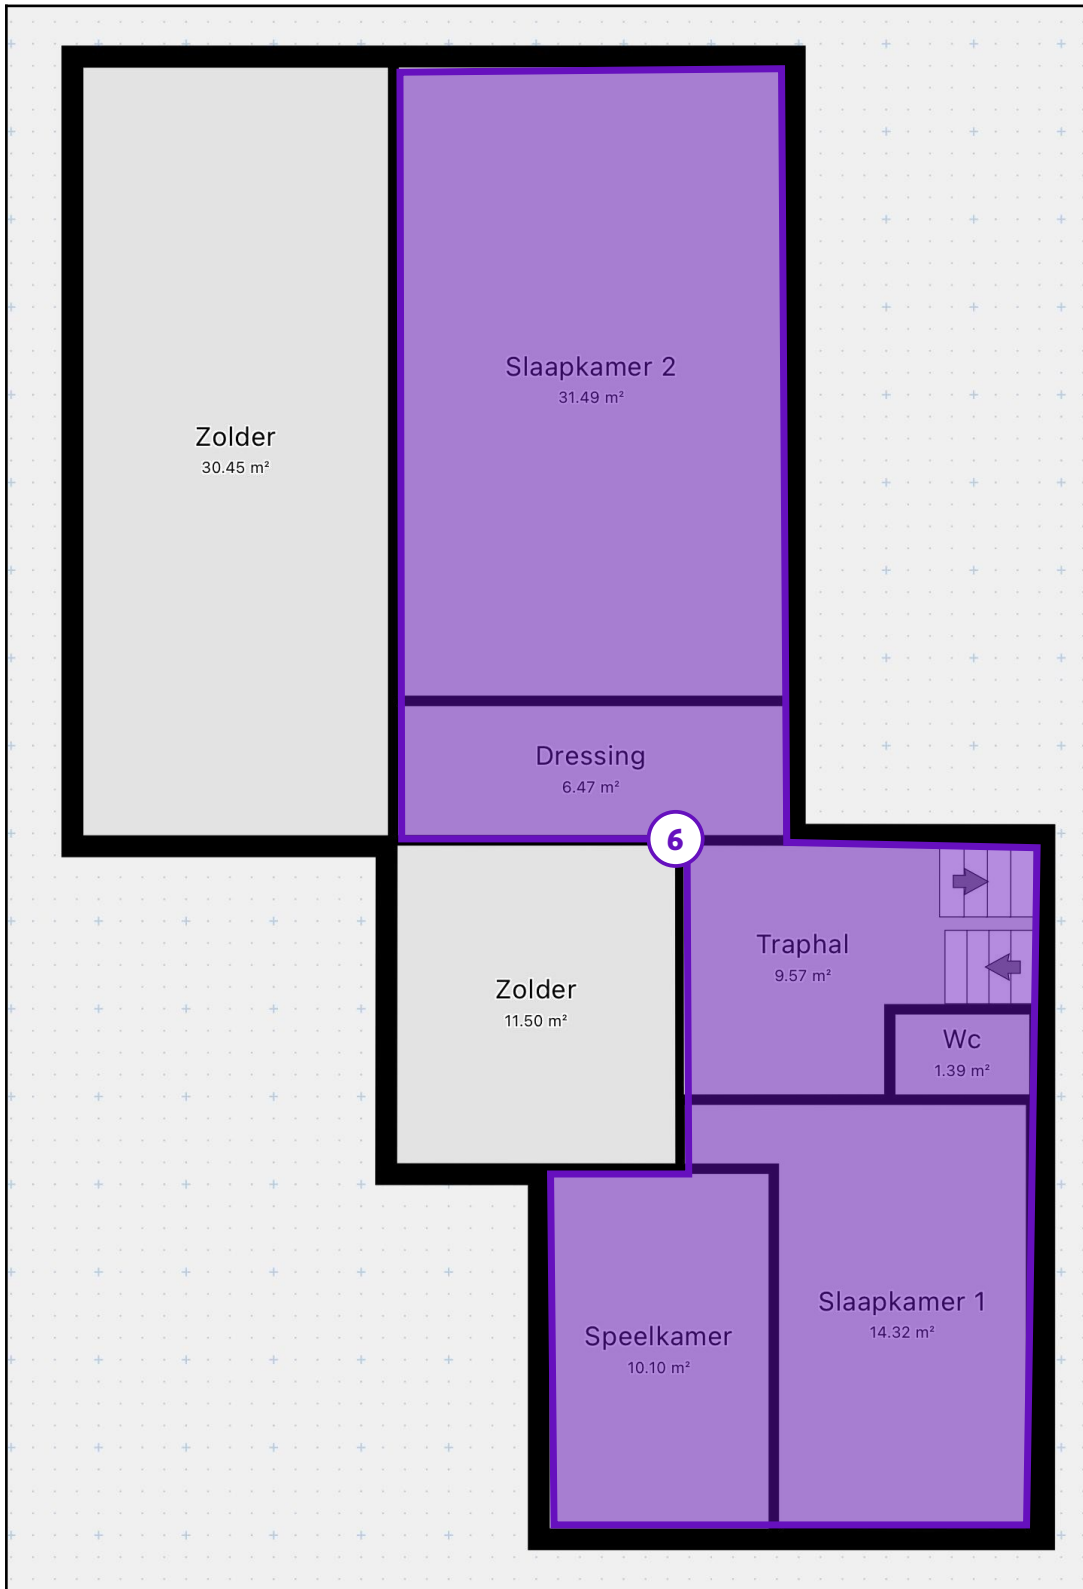 Slaapkamer 2
31.49 m²
Zolder
30.45 m²
Dressing
6.47 m²
6
Traphal
9.57 m²
Zolder
11.50 m²
Wc
1.39 m²
Slaapkamer 1
14.32 m²
Speelkamer
10.10 m²